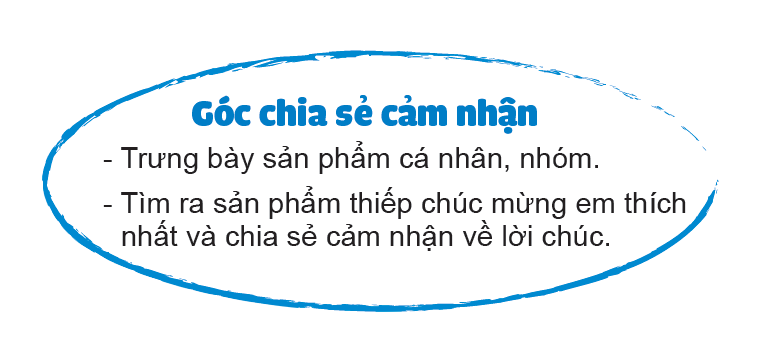 Góc chia sẻ cảm nhận
- Trưng bày sản phẩm cá nhân, nhóm.
- Tìm ra sản phẩm thiếp chúc mừng em thích
nhất và chia sẻ cảm nhận về lời chúc.